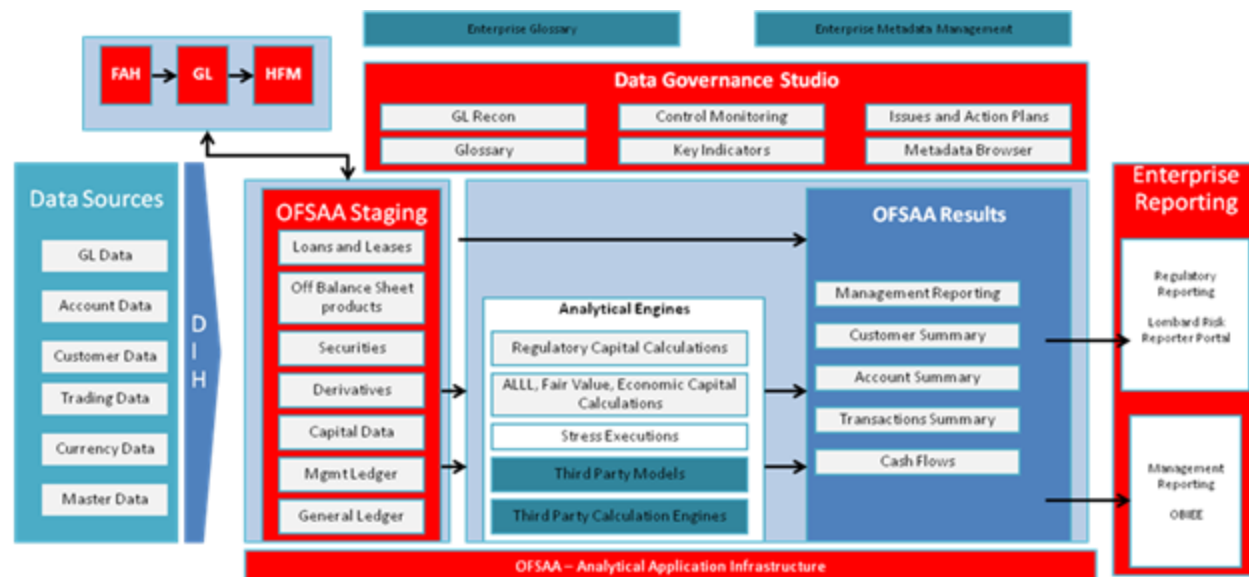 Enterprise Glossary
Enterprise Metadata Management
FAH
GL
HFM
Data Governance Studio
GL Recon
Control Monitoring
Issues and Action Plans
Glossary
Key Indicators
Metadata Browser
Data Sources
GL Data
Account Data
Customer Data
Trading Data
Currency Data
Master Data
D
I
H
OFSAA Staging
Loans and Leases
Off Balance Sheet
products
Securities
Derivatives
Capital Data
Mgmt Ledger
General Ledger
Analytical Engines
Regulatory Capital Calculations
ALLL, Fair Value, Economic Capital
Calculations
Stress Executions
Third Party Models
Third Party Calculation Engines
OFSAA Results
Management Reporting
Customer Summary
Account Summary
Transactions Summary
Cash Flows
Enterprise
Reporting
Regulatory
Reporting
Lombard Risk
Reporter Portal
Management
Reporting
OBIEE
OFSAA – Analytical Application Infrastructure